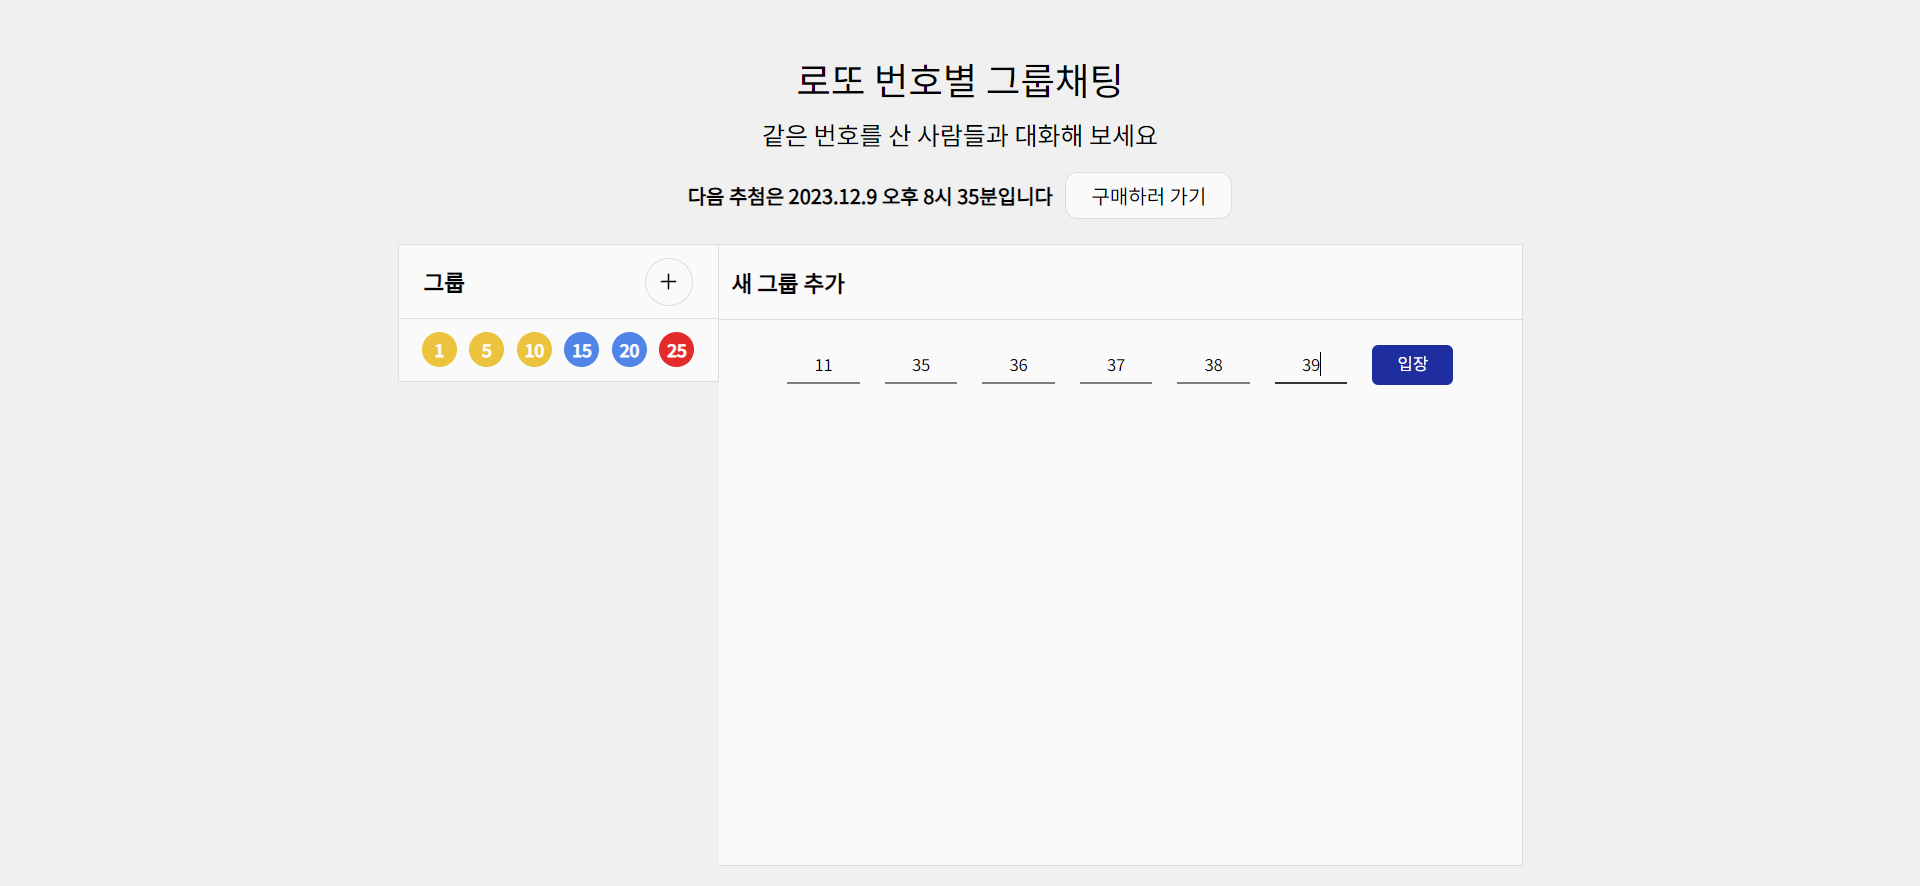 로또 번호별 그룹채팅
같은 번호를 산 사람들과 대화해 보세요
다음 추첨은 2023.12.9 오후 8시 35분입니다 구매하러 가기
그룹 +
1 5 10 15 20 25
새 그룹 추가
11 35 36 37 38 39 입장